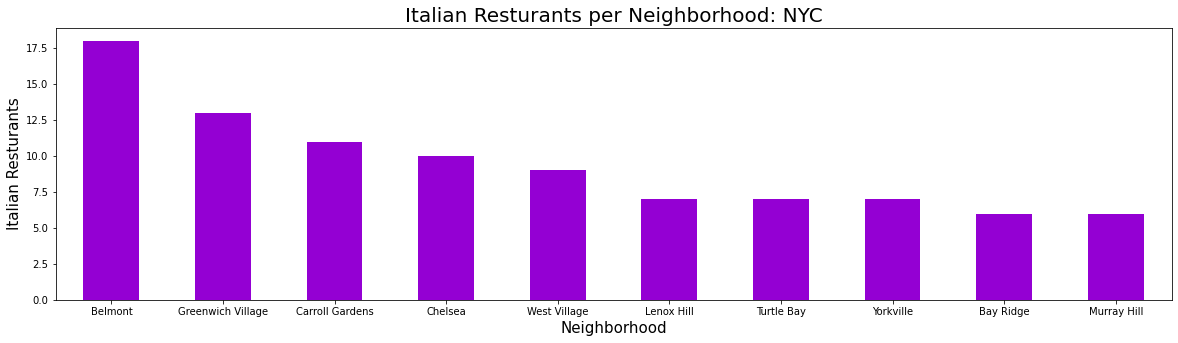 Italian Resturants per Neighborhood: NYC
Italian Resturants
17.5
15.0
12.5
10.0
7.5
5.0
2.5
0.0
Belmont Greenwich Village Carroll Gardens Chelsea West Village Lenox Hill Turtle Bay Yorkville Bay Ridge Murray Hill
Neighborhood